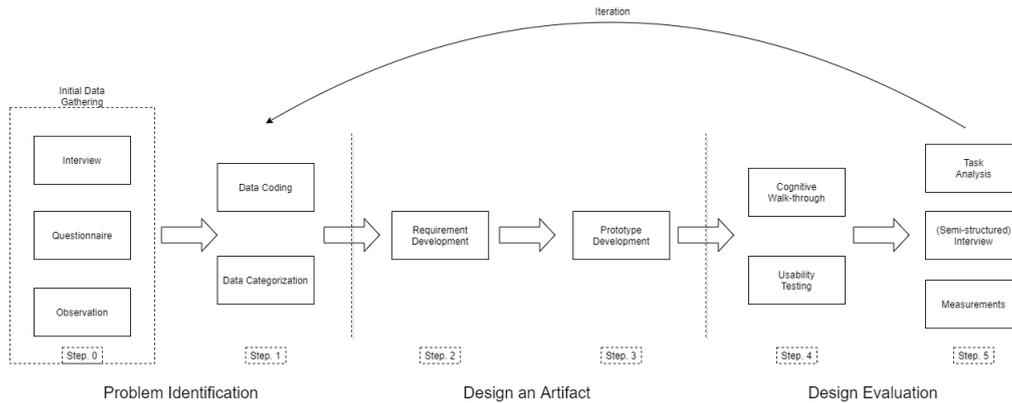 Iteration
Initial Data
Gathering
Interview
Questionnaire
Observation
Step. 0
Data Coding
Data Categorization
Step. 1
Requirement
Development
Step. 2
Prototype
Development
Step. 3
Cognitive
Walk-through
Usability
Testing
Step. 4
Task
Analysis
(Semi-structured)
Interview
Measurements
Step. 5
Problem Identification
Design an Artifact
Design Evaluation